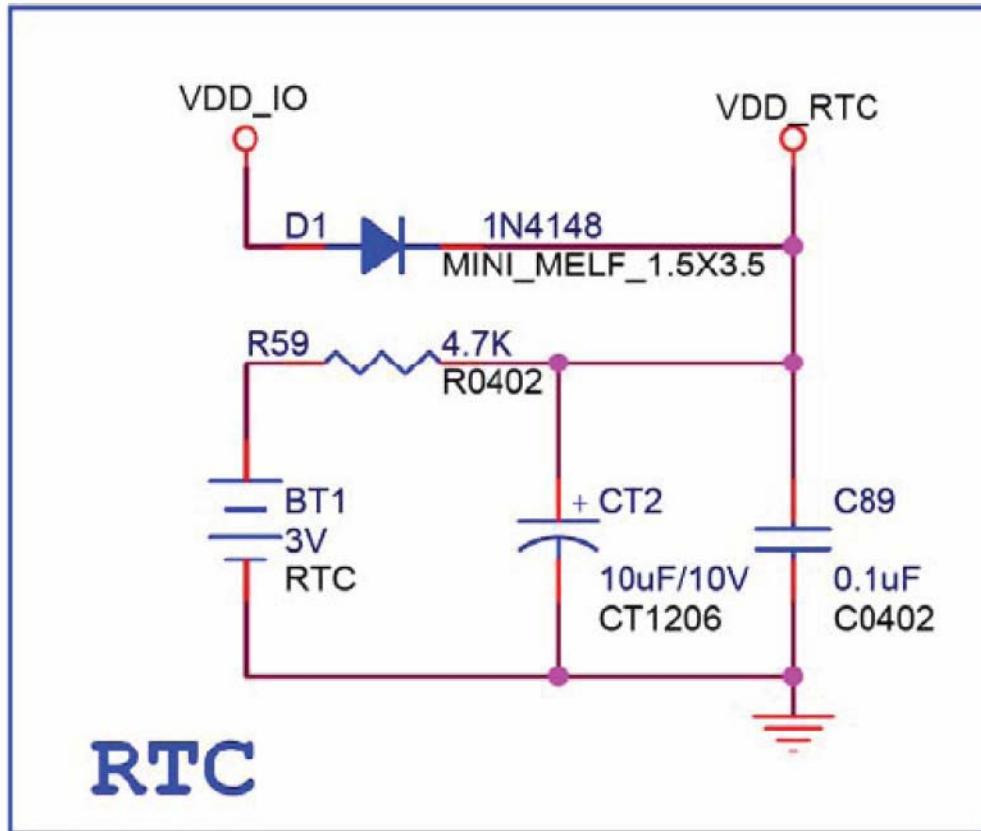 VDD_IO
VDD_RTC
D1
1N4148
MINI_MELF_1.5X3.5
R59
4.7K
R0402
BT1
3V
RTC
+ CT2
10uF/10V
CT1206
C89
0.1uF
C0402
RTC